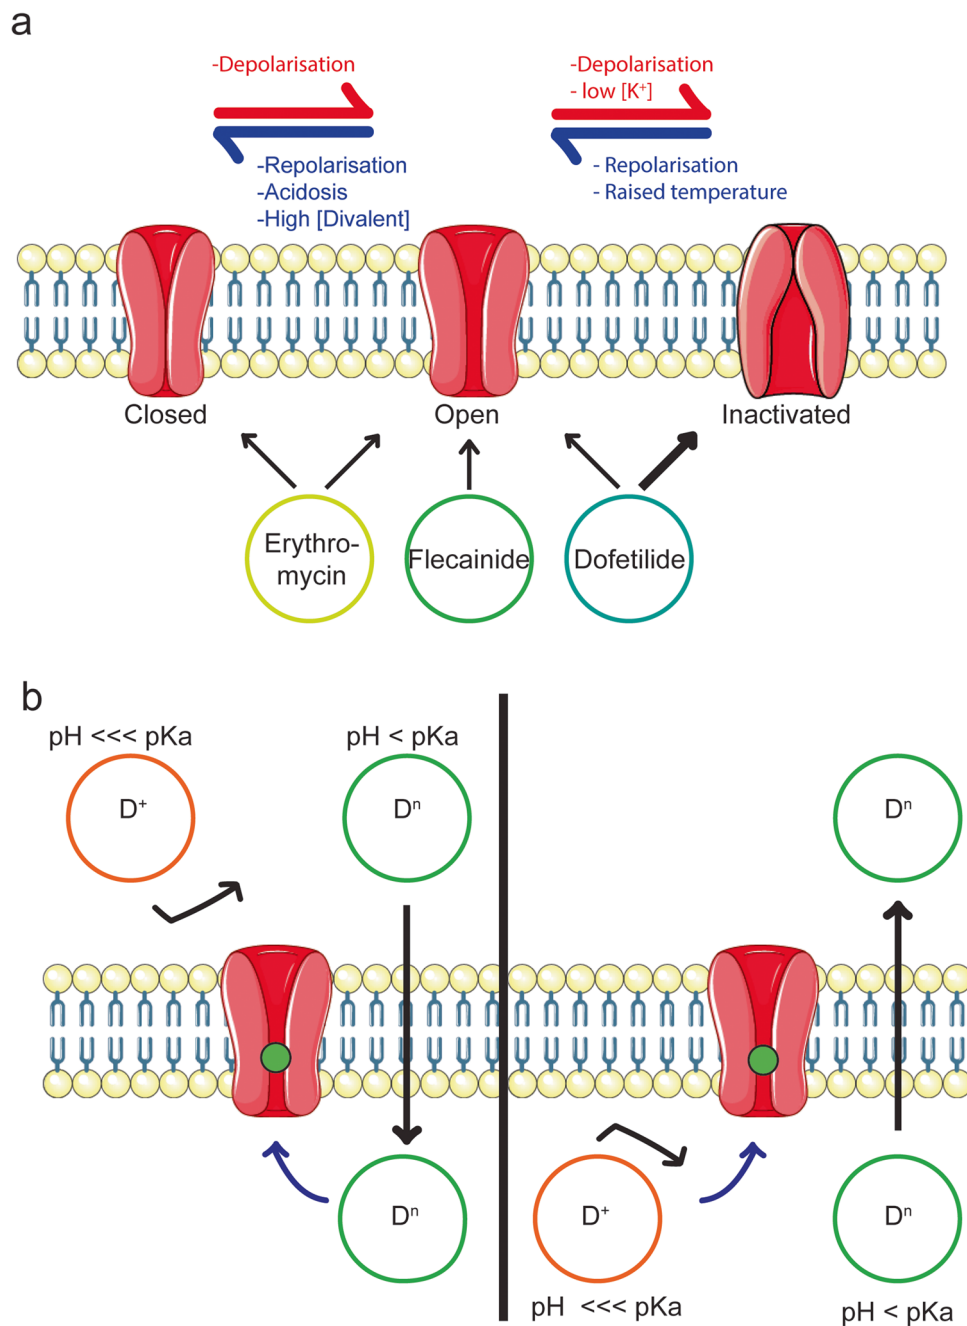 a
-Depolarisation
-Repolarisation
-Acidosis
-High [Divalent]
-Depolarisation
- low [K⁺]
- Repolarisation
- Raised temperature
Closed
Open
Inactivated
Erythro-
mycin
Flecainide
Dofetilide
b
pH <<< pKa
D⁺
pH < pKa
Dⁿ
Dⁿ
Dⁿ
D⁺
pH <<< pKa
Dⁿ
pH < pKa